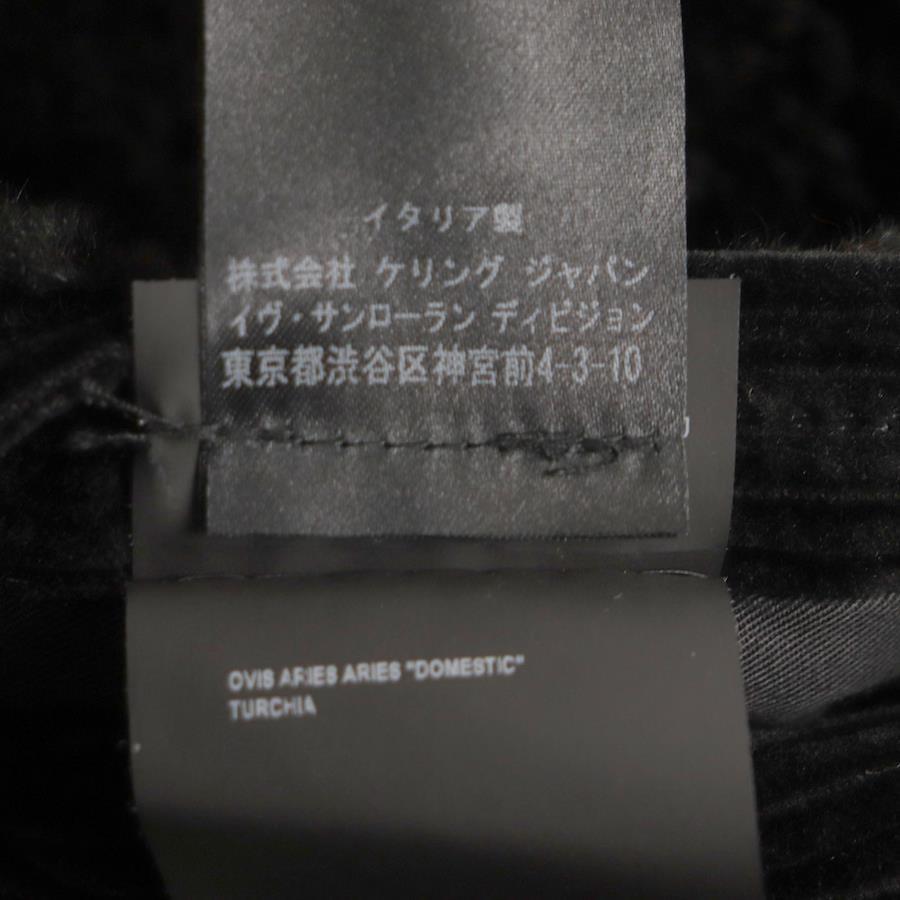 イタリア製
株式会社 ケリング ジャパン
イヴ・サンローラン ディビジョン
東京都渋谷区神宮前4-3-10
OVIS ARIES ARIES "DOMESTIC"
TURCHIA